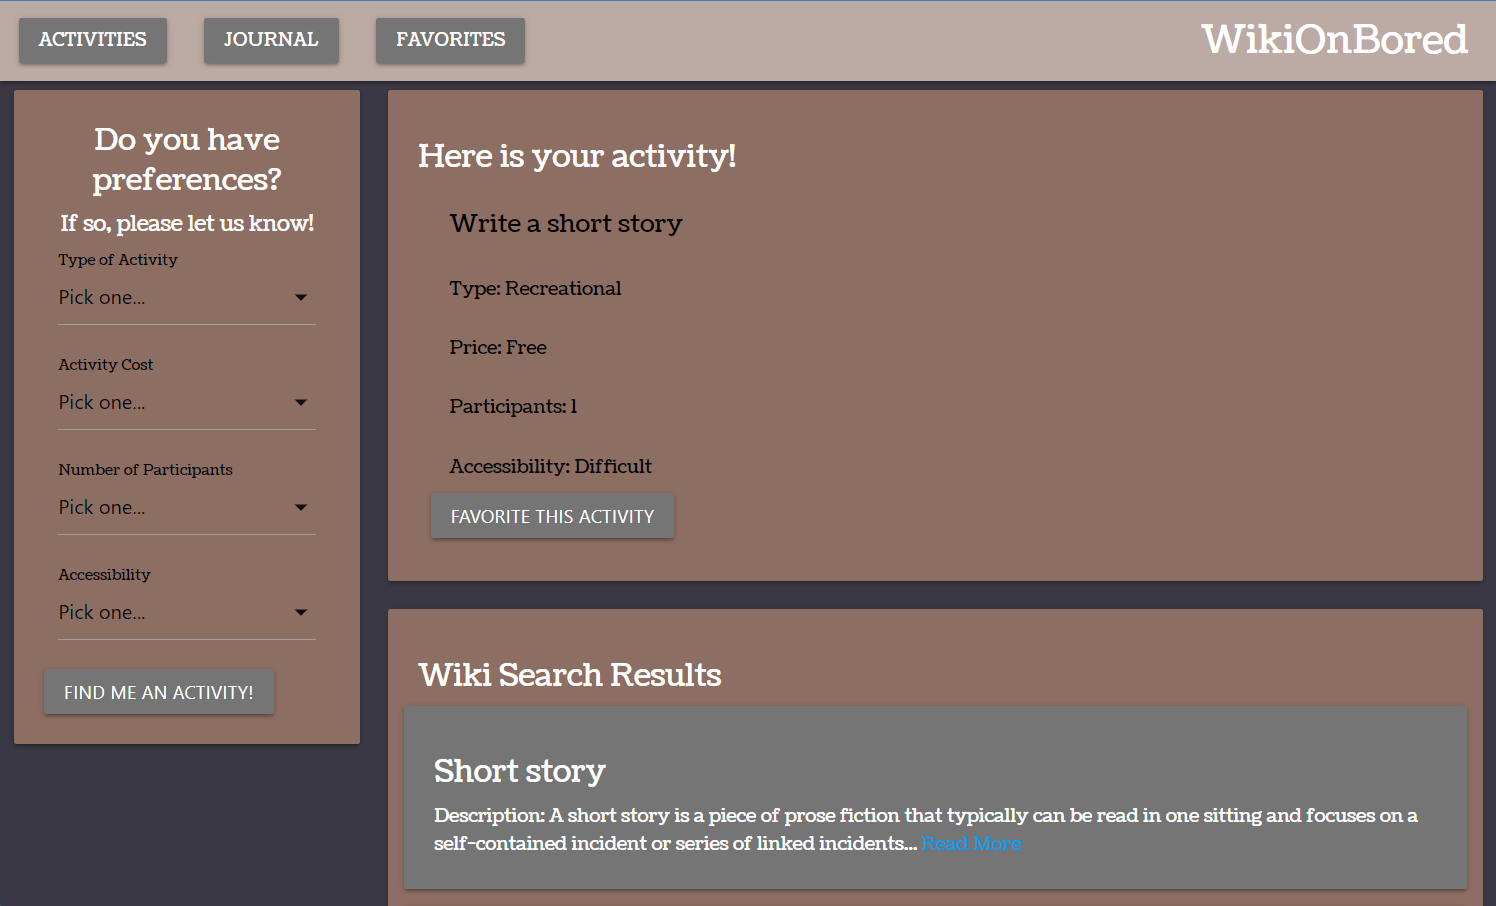 ACTIVITIES JOURNAL FAVORITES WikiOnBored
Do you have
preferences?
If so, please let us know!
Type of Activity
Pick one...
Activity Cost
Pick one...
Number of Participants
Pick one...
Accessibility
Pick one...
FIND ME AN ACTIVITY!
Here is your activity!
Write a short story
Type: Recreational
Price: Free
Participants: 1
Accessibility: Difficult
FAVORITE THIS ACTIVITY
Wiki Search Results
Short story
Description: A short story is a piece of prose fiction that typically can be read in one sitting and focuses on a
self-contained incident or series of linked incidents... Read More